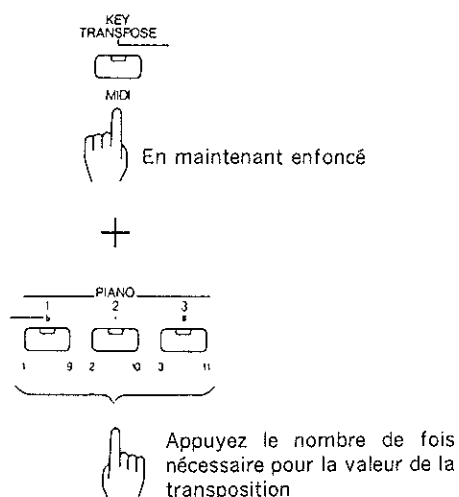 KEY
TRANSPOSE
MIDI
En maintenant enfoncé
+
PIANO
1 2 3
♭ ♯
1 9 2 10 3 11
Appuyez le nombre de fois
nécessaire pour la valeur de la
transposition